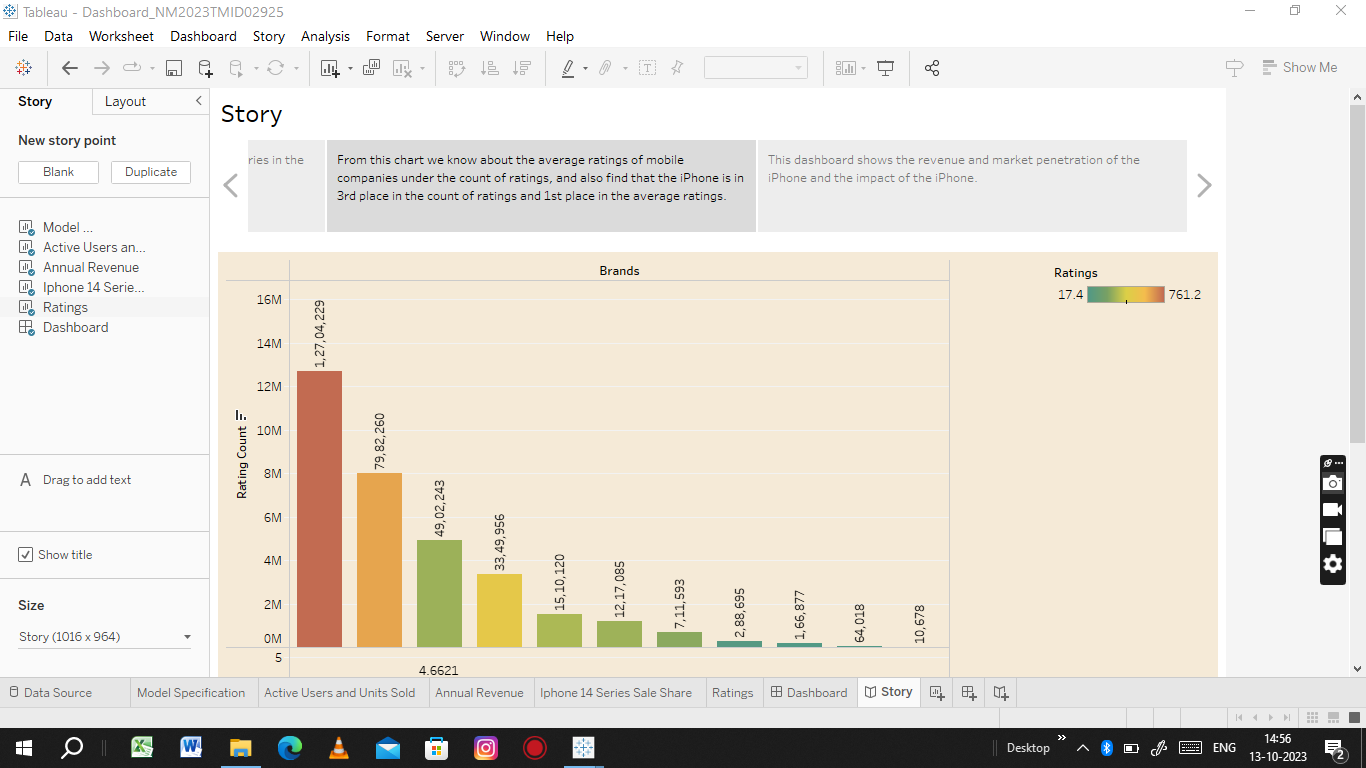 Tableau - Dashboard_NM2023TMID02925
File Data Worksheet Dashboard Story Analysis Format Server Window Help
Show Me
Story Layout
New story point
Blank Duplicate
Model ...
Active Users an...
Annual Revenue
Iphone 14 Serie...
Ratings
Dashboard
A Drag to add text
Show title
Size
Story (1016 x 964)
Story
ries in the
From this chart we know about the average ratings of mobile
companies under the count of ratings, and also find that the iPhone is in
3rd place in the count of ratings and 1st place in the average ratings.
This dashboard shows the revenue and market penetration of the
iPhone and the impact of the iPhone.
Brands
Ratings
17.4 761.2
Rating Count
16M
14M
12M
10M
8M
6M
4M
2M
0M
5
1,27,04,229
79,82,260
49,02,243
33,49,956
15,10,120
12,17,085
7,11,593
2,88,695
1,66,877
64,018
10,678
4.6621
Data Source Model Specification Active Users and Units Sold Annual Revenue Iphone 14 Series Sale Share Ratings Dashboard Story
Desktop ENG 14:56
13-10-2023 2